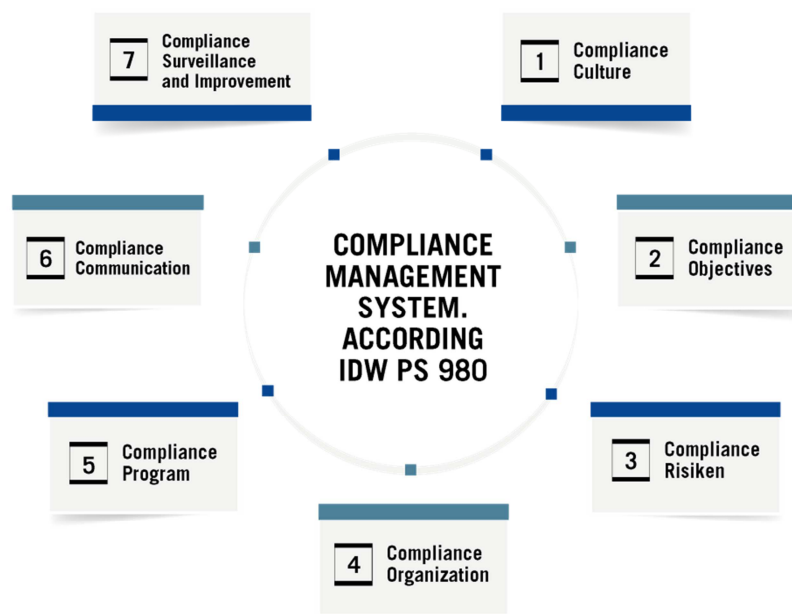 COMPLIANCE
MANAGEMENT
SYSTEM.
ACCORDING
IDW PS 980
1
Compliance
Culture
2
Compliance
Objectives
3
Compliance
Risiken
4
Compliance
Organization
5
Compliance
Program
6
Compliance
Communication
7
Compliance
Surveillance
and Improvement